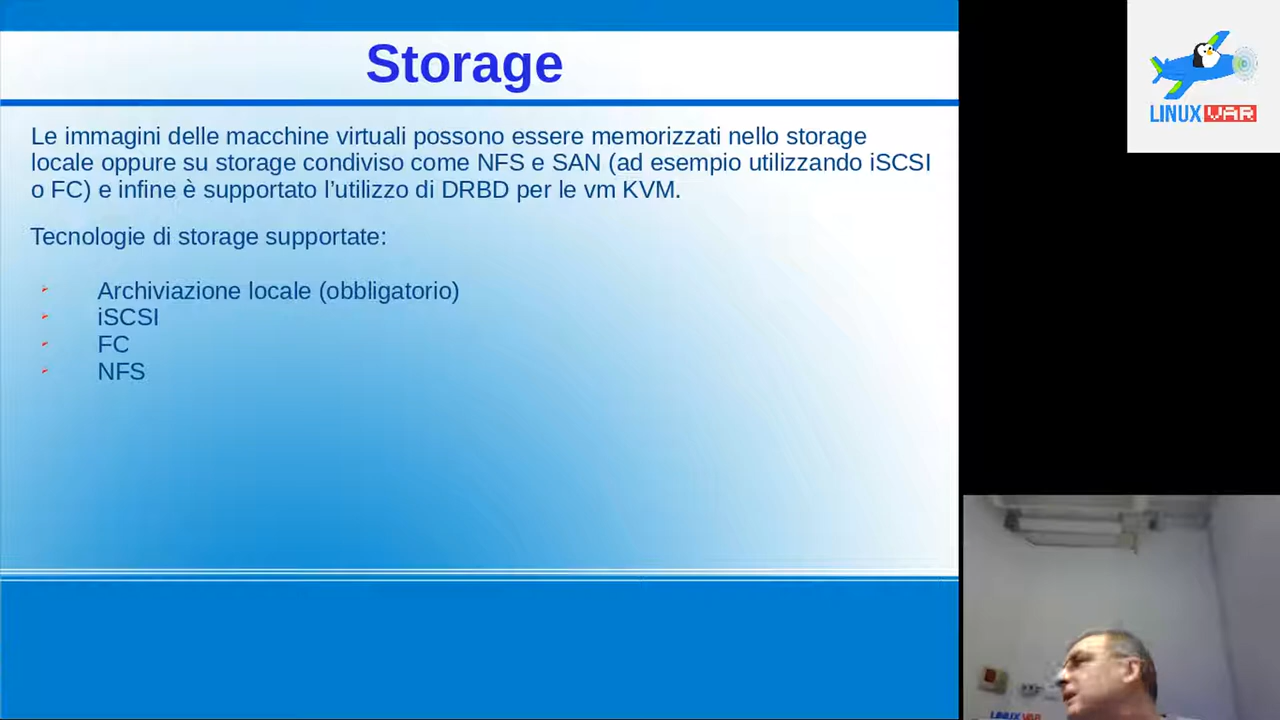 Storage
Le immagini delle macchine virtuali possono essere memorizzati nello storage
locale oppure su storage condiviso come NFS e SAN (ad esempio utilizzando iSCSI
o FC) e infine è supportato l’utilizzo di DRBD per le vm KVM.
Tecnologie di storage supportate:
Archiviazione locale (obbligatorio)
iSCSI
FC
NFS
LINUX VAR
LINUX VAR